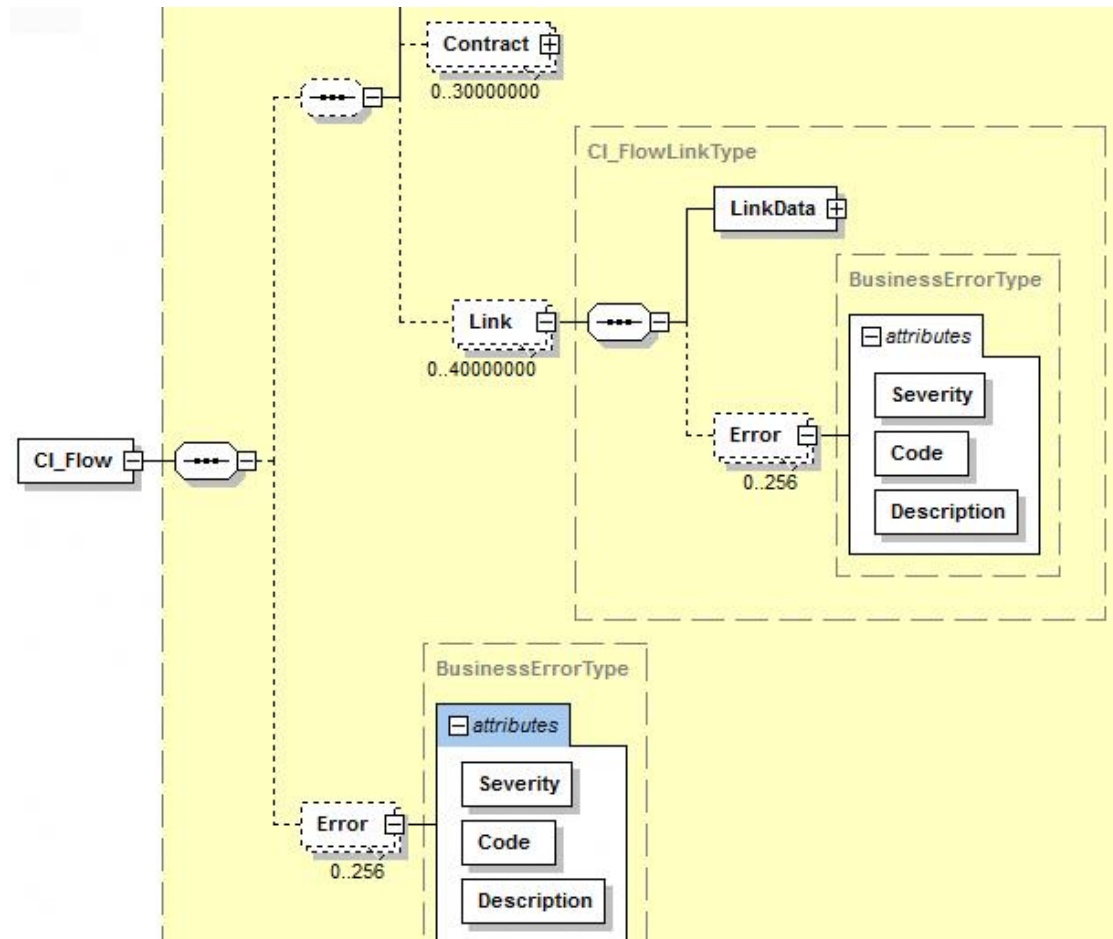 Contract
0..30000000
CI_FlowLinkType
LinkData
BusinessErrorType
attributes
Link
0..40000000
Severity
Error
Code
0..256
Description
CI_Flow
BusinessErrorType
attributes
Severity
Error
Code
0..256
Description